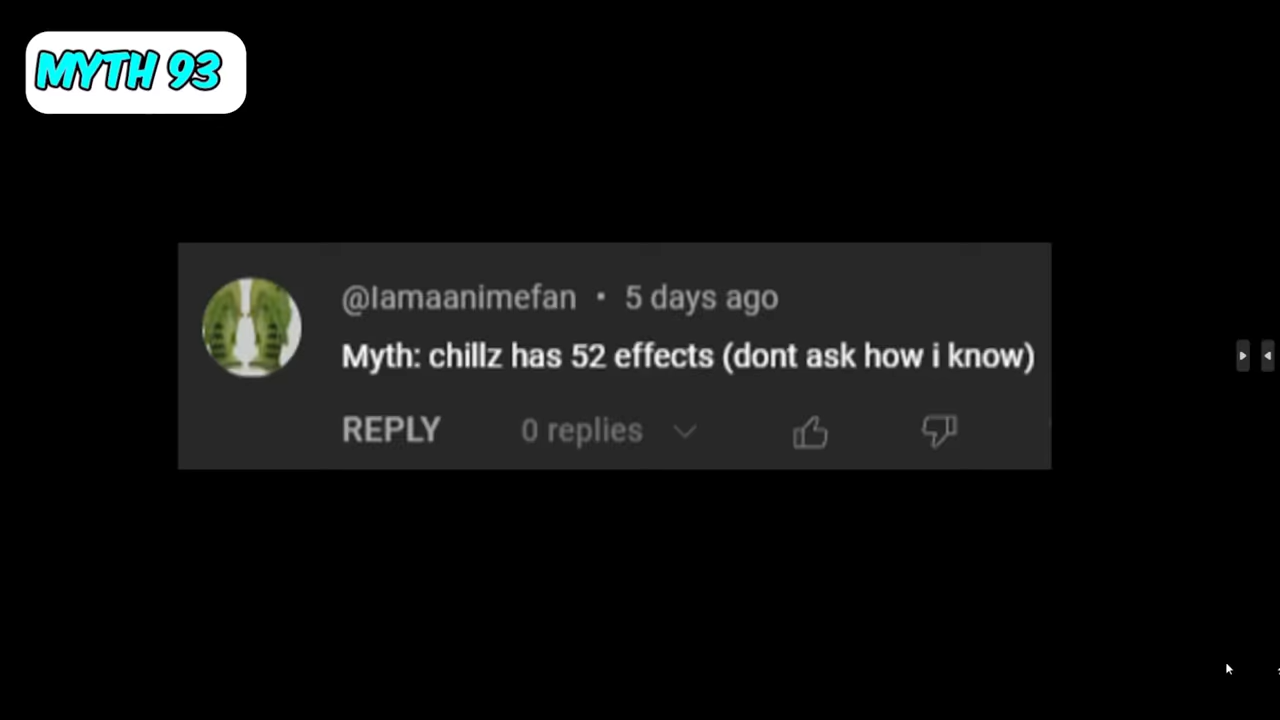 MYTH 93
@Iamaanimefan • 5 days ago
Myth: chillz has 52 effects (dont ask how i know)
REPLY 0 replies